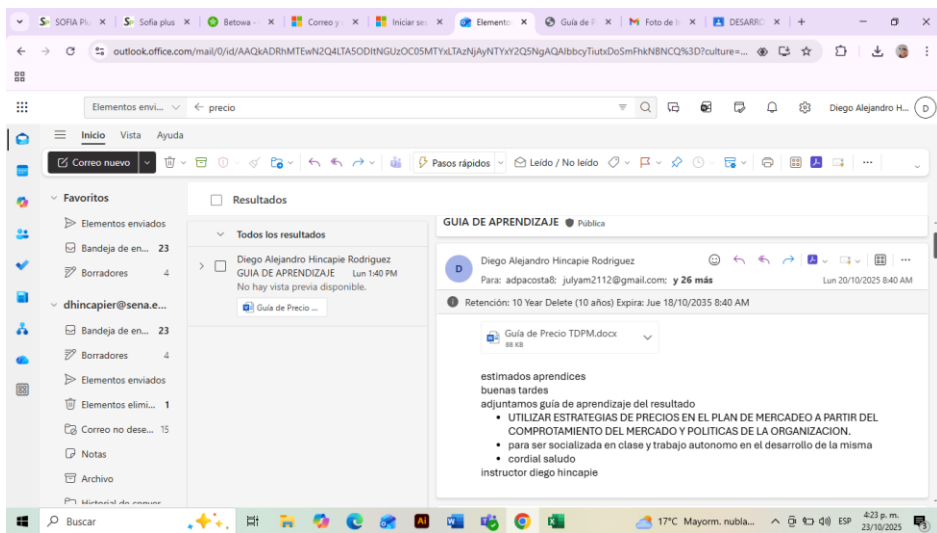 SOFIA Plu
Sofia plus
Betowa -
Correo y c
Iniciar ses
Elemento
Guía de P
Foto de In
DESARRO
outlook.office.com/mail/0/id/AAQkADRhMTEwN2Q4LTA5ODItNGUzOC05MTYxLTAzNjAyNTYxY2Q5NgAQAIbbcyTiutxDoSmFhkNBNCQ%3D?culture=...
Elementos envi...
precio
Diego Alejandro H...
D
Inicio Vista Ayuda
Correo nuevo
Pasos rápidos
Leído / No leído
Favoritos
Elementos enviados
Bandeja de en... 23
Borradores 4
dhincapier@sena.e...
Bandeja de en... 23
Borradores 4
Elementos enviados
Elementos elimi... 1
Correo no dese... 15
Notas
Archivo
Historial de conver
Resultados
Todos los resultados
Diego Alejandro Hincapie Rodriguez
GUIA DE APRENDIZAJE Lun 1:40 PM
No hay vista previa disponible.
Guía de Precio ...
GUIA DE APRENDIZAJE Pública
D
Diego Alejandro Hincapie Rodriguez
Para: adpacosta8; julyam2112@gmail.com; y 26 más
Lun 20/10/2025 8:40 AM
Retención: 10 Year Delete (10 años) Expira: Jue 18/10/2035 8:40 AM
Guía de Precio TDPM.docx
88 KB
estimados aprendices
buenas tardes
adjuntamos guía de aprendizaje del resultado
• UTILIZAR ESTRATEGIAS DE PRECIOS EN EL PLAN DE MERCADEO A PARTIR DEL
COMPROTAMIENTO DEL MERCADO Y POLITICAS DE LA ORGANIZACION.
• para ser socializada en clase y trabajo autonomo en el desarrollo de la misma
• cordial saludo
instructor diego hincapie
Buscar
17°C Mayorm. nubla...
ESP
4:23 p. m.
23/10/2025